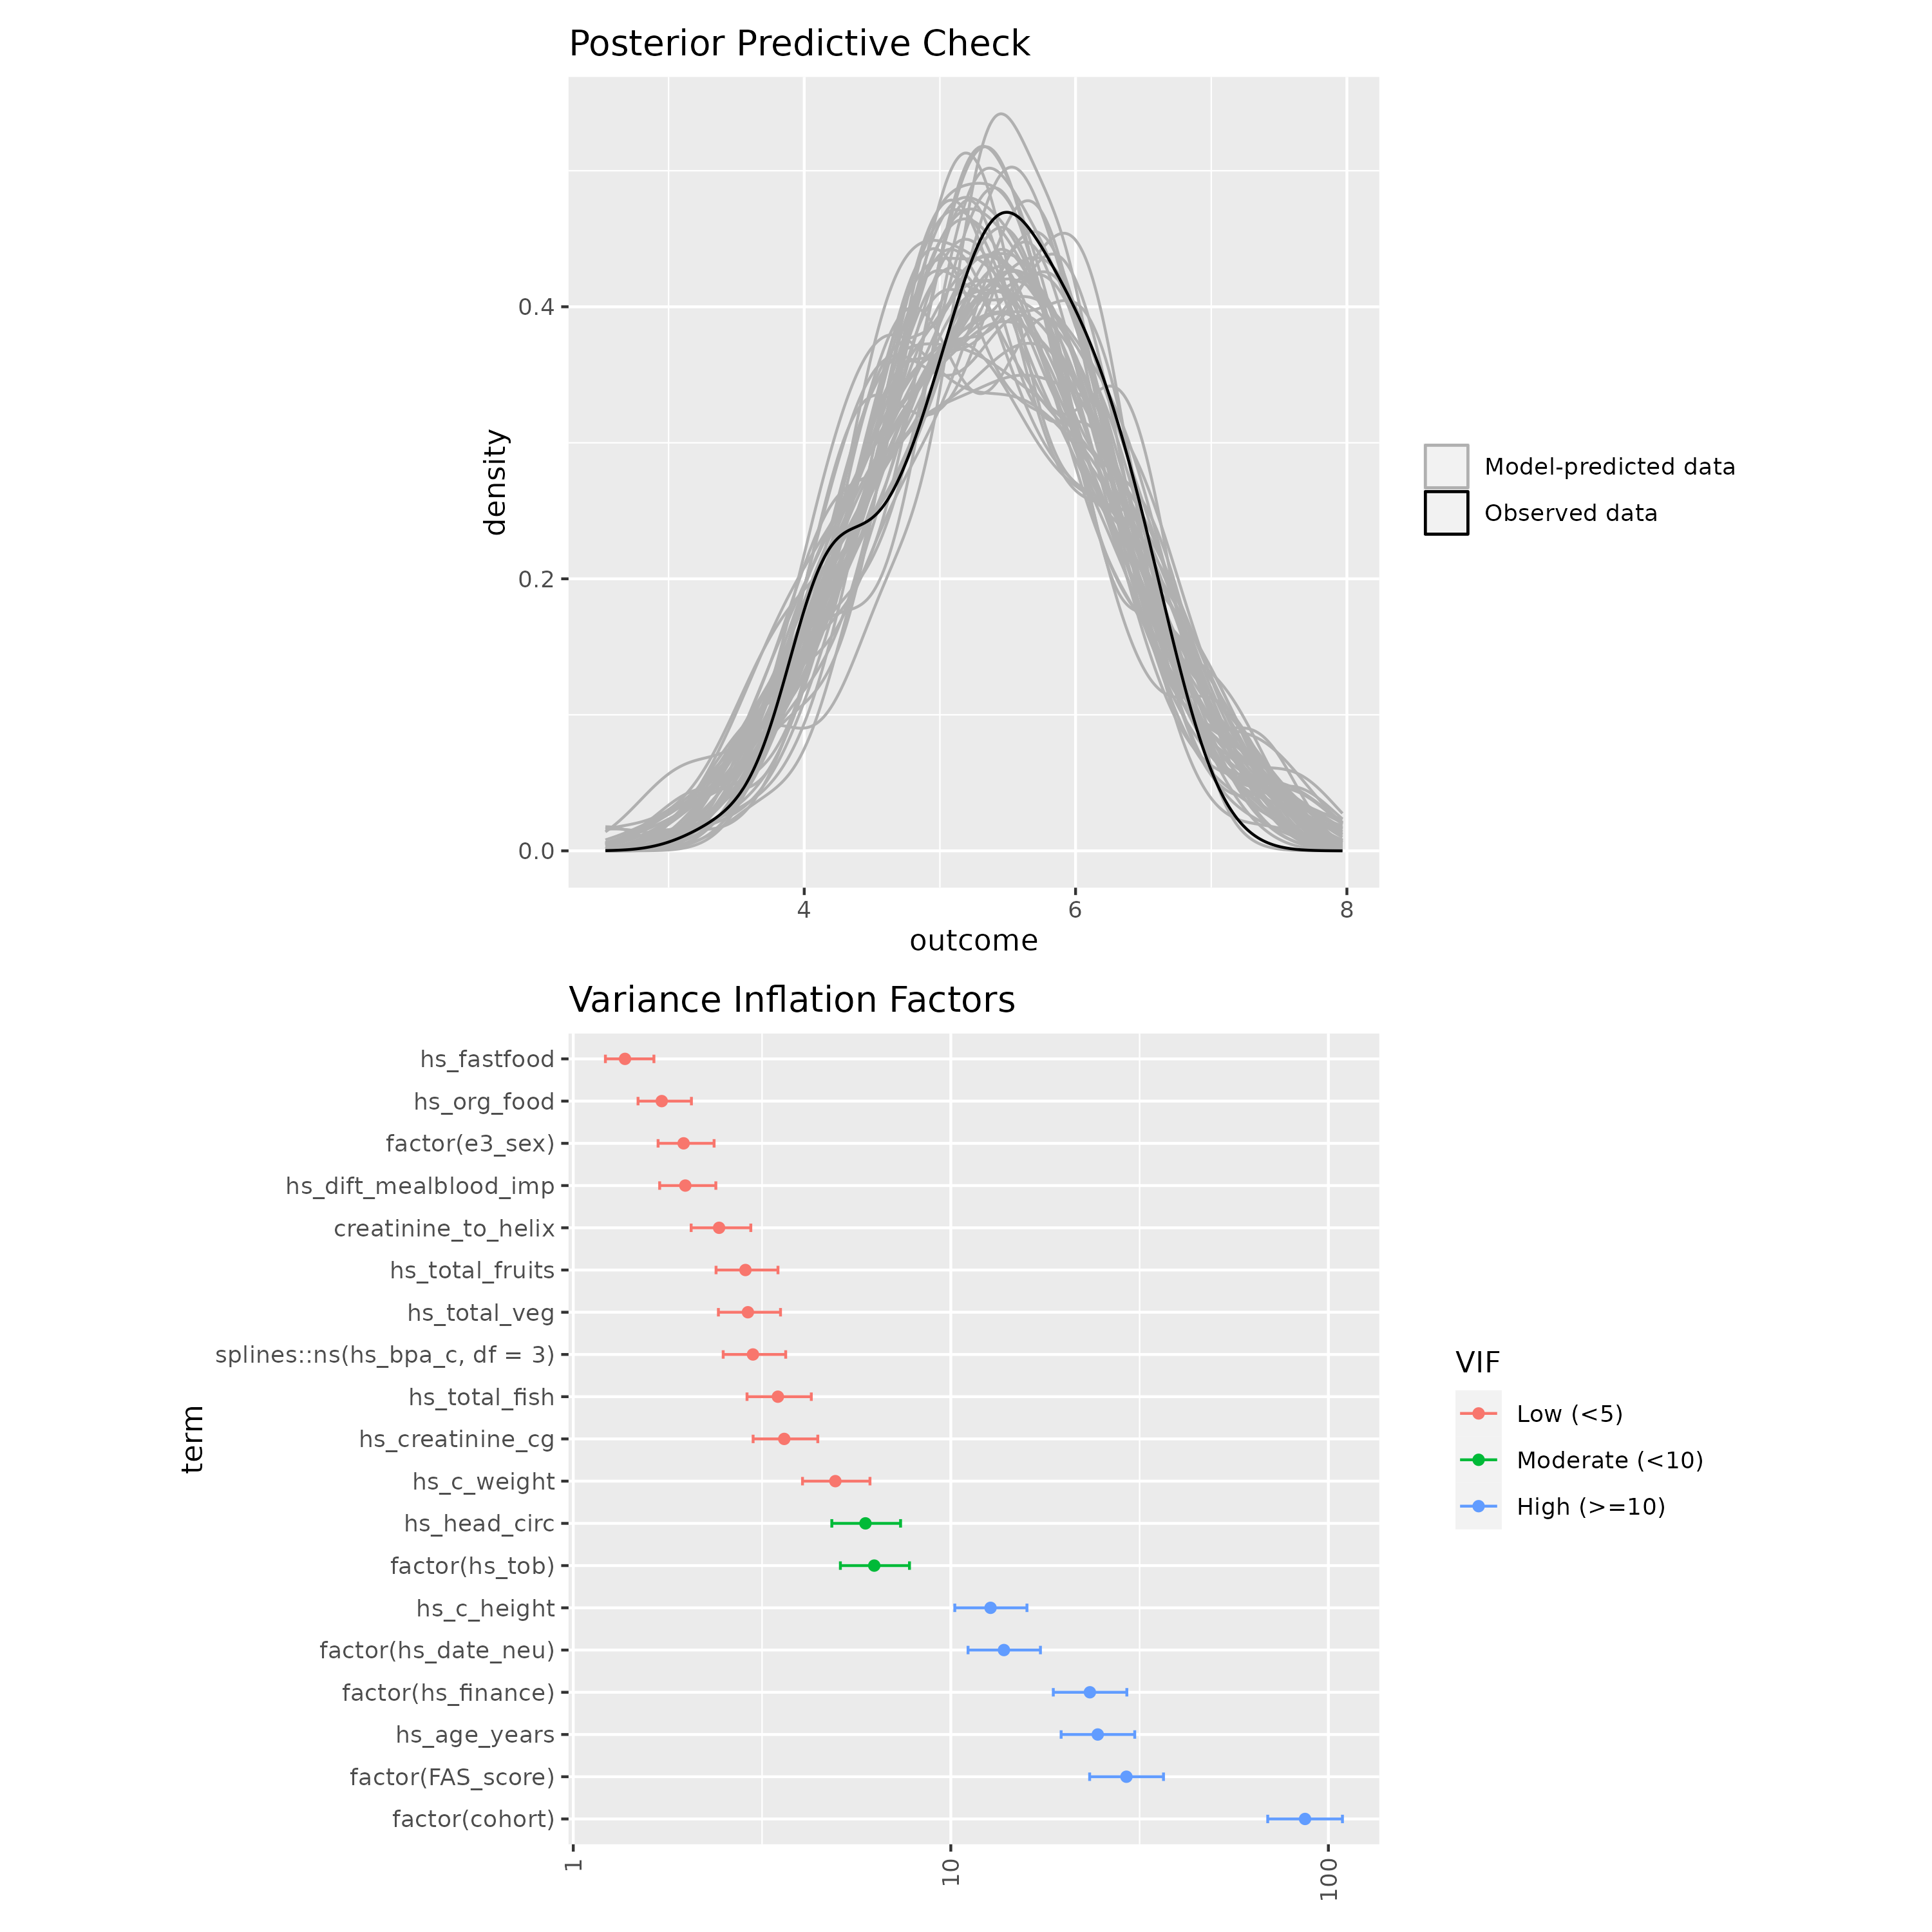 Posterior Predictive Check
density
0.4
0.2
0.0
4
6
8
outcome
Model-predicted data
Observed data
Variance Inflation Factors
term
hs_fastfood
hs_org_food
factor(e3_sex)
hs_dift_mealblood_imp
creatinine_to_helix
hs_total_fruits
hs_total_veg
splines::ns(hs_bpa_c, df = 3)
hs_total_fish
hs_creatinine_cg
hs_c_weight
hs_head_circ
factor(hs_tob)
hs_c_height
factor(hs_date_neu)
factor(hs_finance)
hs_age_years
factor(FAS_score)
factor(cohort)
1
10
100
VIF
Low (<5)
Moderate (<10)
High (>=10)